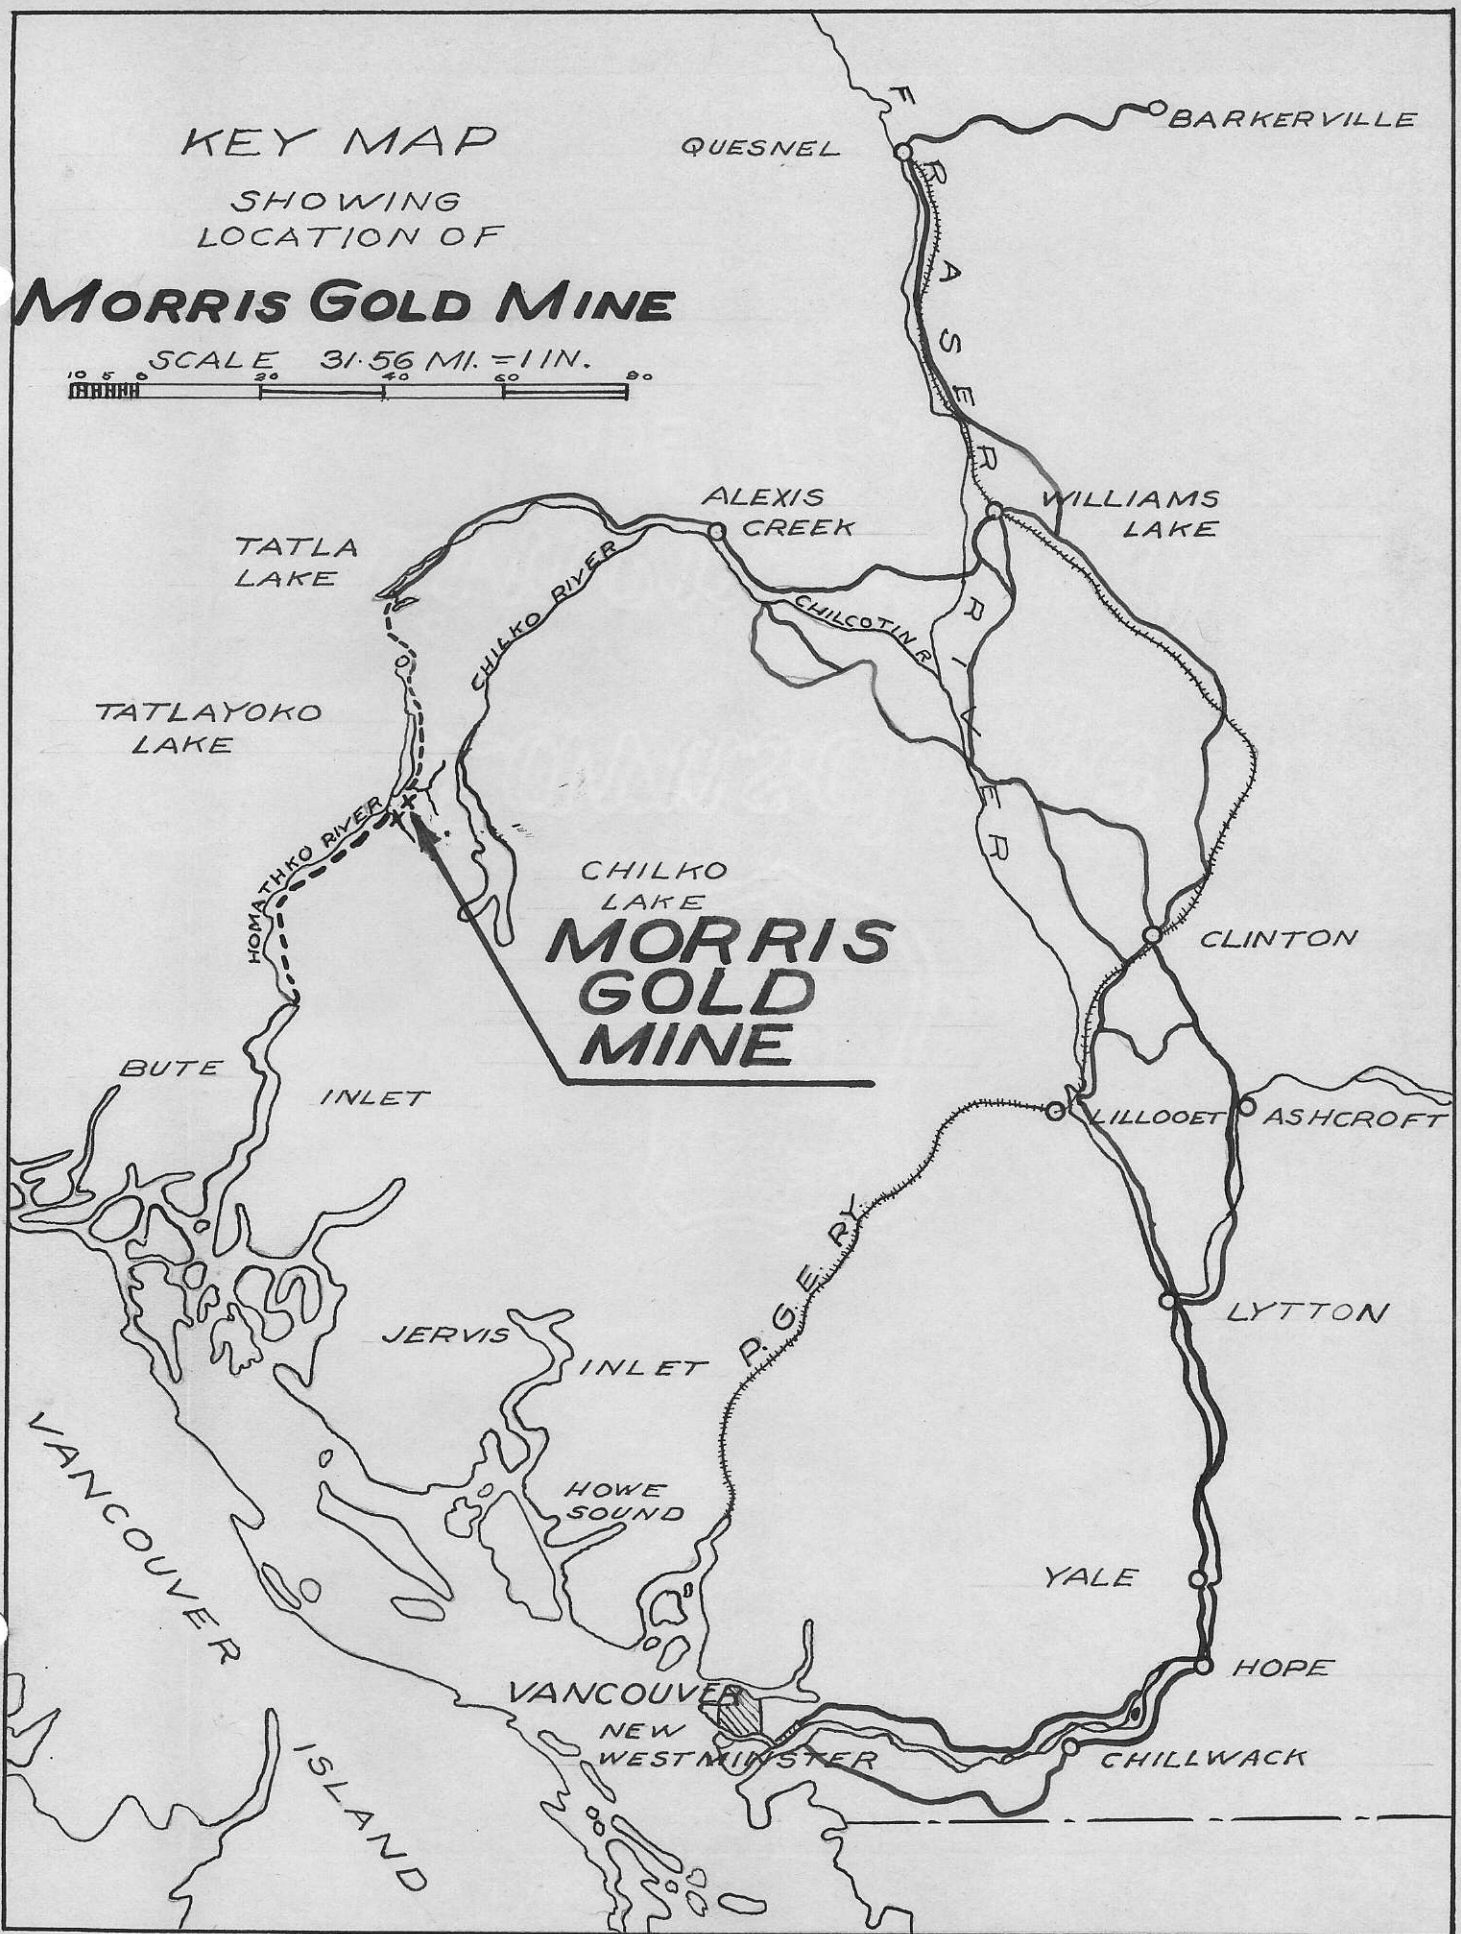 KEY MAP
SHOWING
LOCATION OF
MORRIS GOLD MINE
SCALE 31.56 MI. = 1 IN.
10 5 0 20 40 60 80
FRASER RIVER
BARKERVILLE
QUESNEL
WILLIAMS
LAKE
ALEXIS
CREEK
TATLA
LAKE
CHILKO RIVER
CHILCOTIN R
TATLAYOKO
LAKE
HOMATHKO RIVER
CHILKO
LAKE
MORRIS
GOLD
MINE
CLINTON
BUTE
INLET
LILLOOET
ASHCROFT
P. G. E. RY.
LYTTON
JERVIS
INLET
HOWE
SOUND
YALE
HOPE
VANCOUVER
ISLAND
VANCOUVER
NEW
WESTMINSTER
CHILLWACK